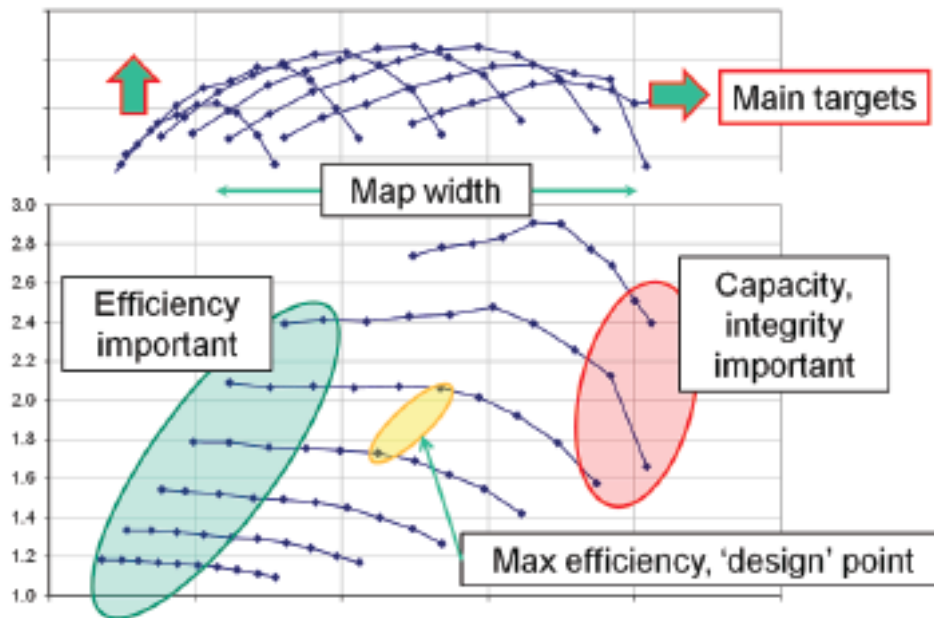 Main targets
Map width
3.0
2.8
2.6
2.4
2.2
2.0
1.8
1.6
1.4
1.2
1.0
Efficiency
important
Capacity,
integrity
important
Max efficiency, 'design' point